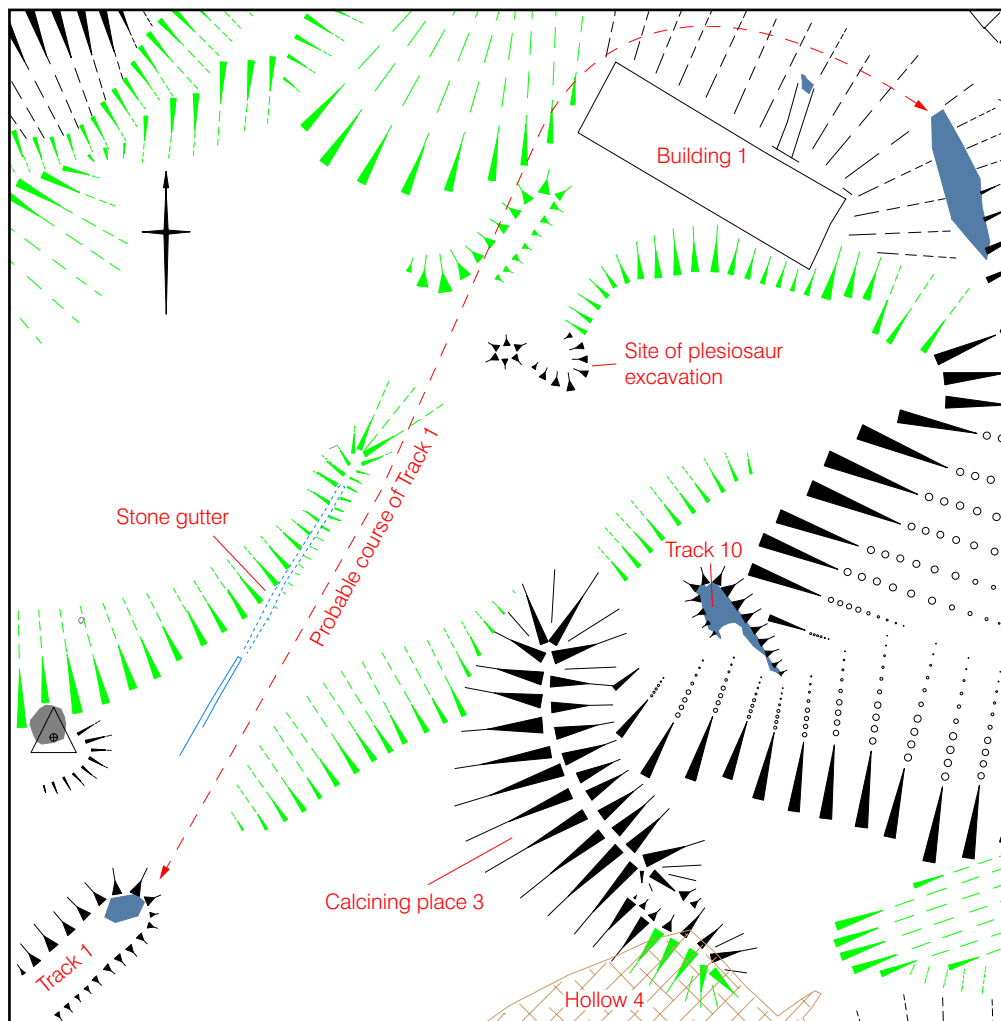 Building 1
Site of plesiosaur
excavation
Probable course of Track 1
Stone gutter
Track 10
Calcining place 3
Track 1
Hollow 4